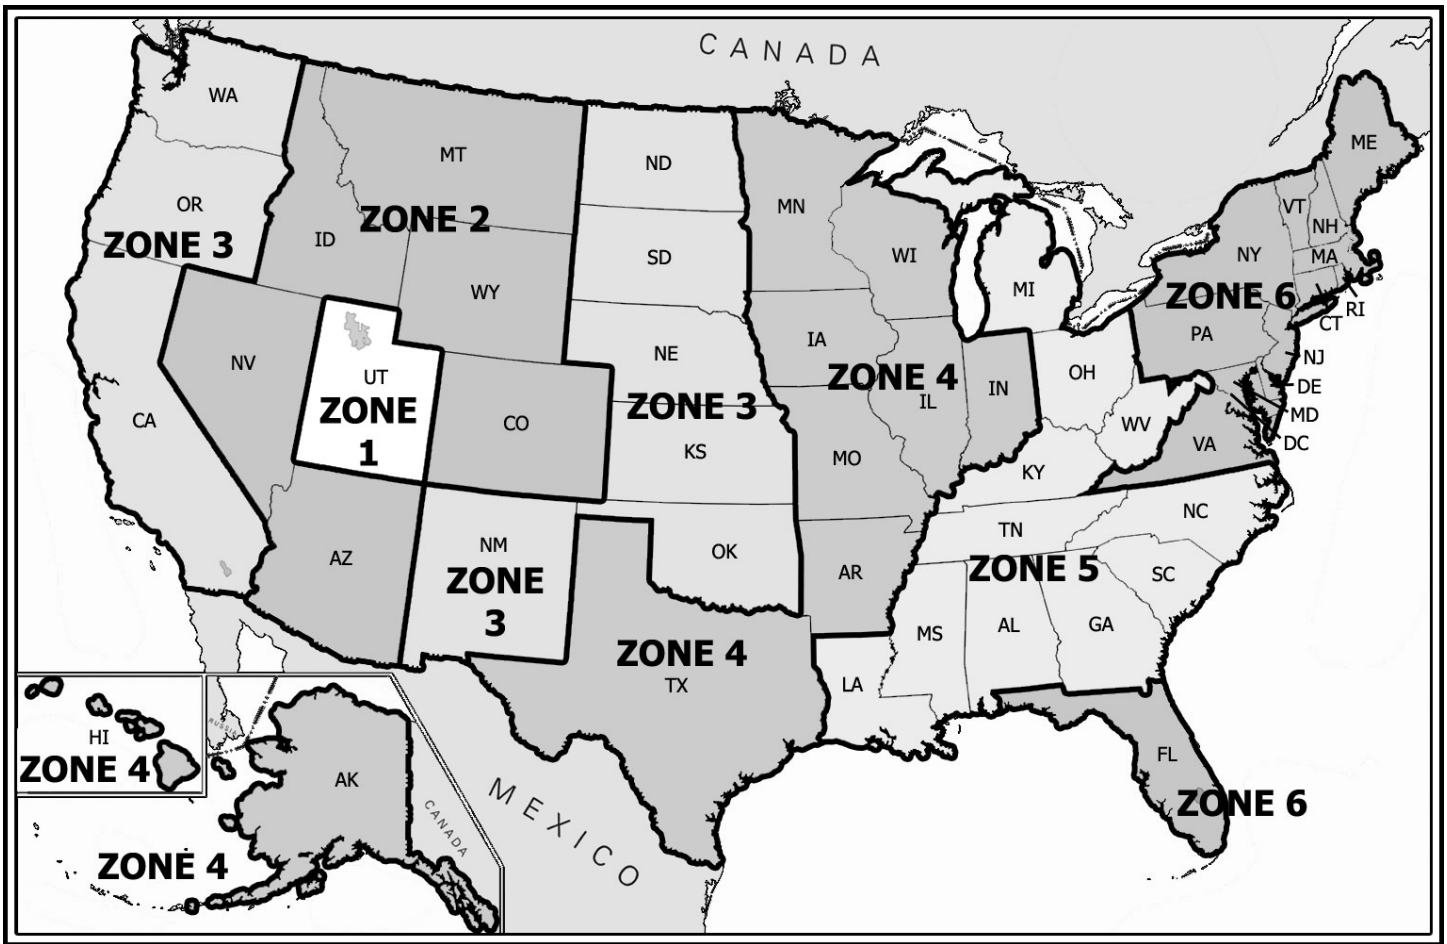 CANADA
WA
ME
MT
ND
OR
MN
VT
NH
ZONE 2
ZONE 3
ID
SD
WI
NY
MA
WY
MI
ZONE 6
RI
CT
PA
IA
NE
NV
UT
ZONE
1
OH
NJ
ZONE 4
IN
DE
IL
ZONE 3
CA
CO
MD
WV
VA
DC
KS
MO
KY
NC
TN
NM
OK
AZ
ZONE
3
AR
ZONE 5
SC
MS
AL
GA
ZONE 4
TX
LA
RUSSIA
HI
ZONE 4
AK
FL
MEXICO
CANADA
ZONE 6
ZONE 4